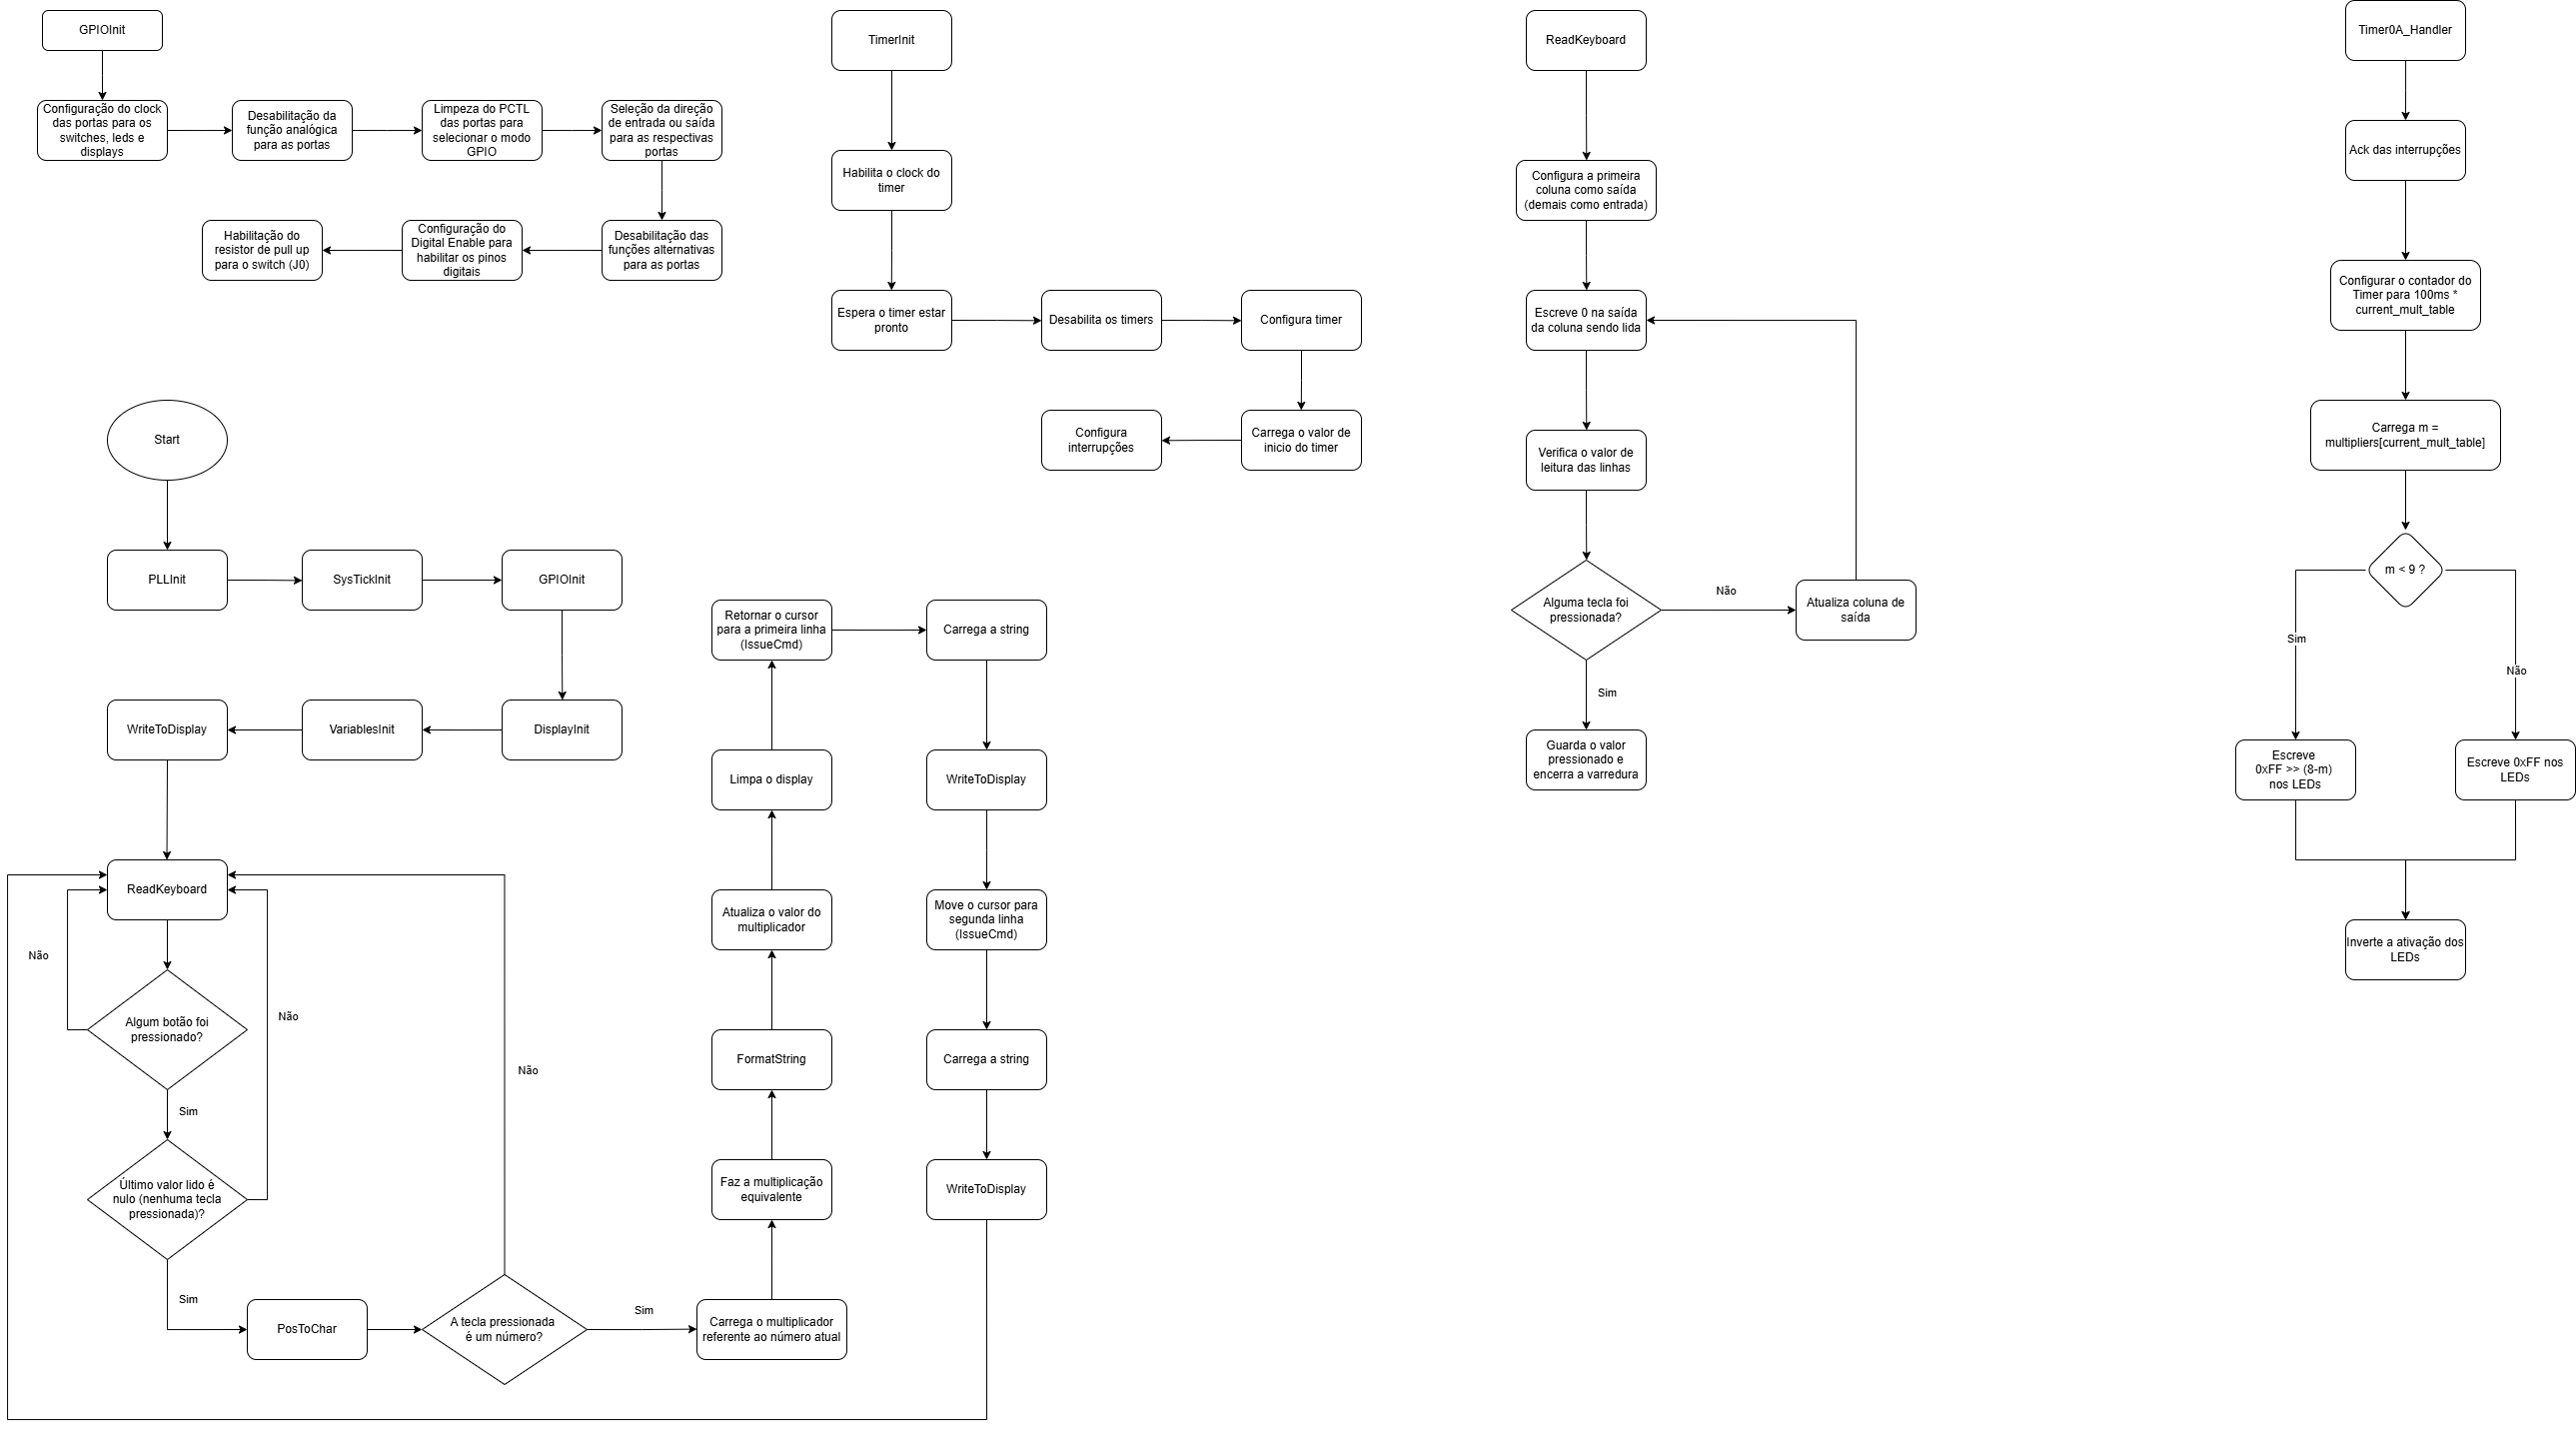 GPIOInit
Configuração do clock
das portas para os
switches, leds e
displays
Desabilitação da
função analógica
para as portas
Limpeza do PCTL
das portas para
selecionar o modo
GPIO
Seleção da direção
de entrada ou saída
para as respectivas
portas
Desabilitação das
funções alternativas
para as portas
Configuração do
Digital Enable para
habilitar os pinos
digitais
Habilitação do
resistor de pull up
para o switch (J0)
TimerInit
Habilita o clock do
timer
Espera o timer estar
pronto
Desabilita os timers
Configura timer
Carrega o valor de
inicio do timer
Configura
interrupções
ReadKeyboard
Configura a primeira
coluna como saída
(demais como entrada)
Escreve 0 na saída
da coluna sendo lida
Verifica o valor de
leitura das linhas
Alguma tecla foi
pressionada?
Não
Atualiza coluna de
saída
Sim
Guarda o valor
pressionado e
encerra a varredura
Timer0A_Handler
Ack das interrupções
Configurar o contador do
Timer para 100ms *
current_mult_table
Carrega m =
multipliers[current_mult_table]
m < 9 ?
Sim
Não
Escreve
0xFF >> (8-m)
nos LEDs
Escreve 0xFF nos
LEDs
Inverte a ativação dos
LEDs
Start
PLLInit
SysTickInit
GPIOInit
DisplayInit
VariablesInit
WriteToDisplay
ReadKeyboard
Não
Algum botão foi
pressionado?
Não
Sim
Último valor lido é
nulo (nenhuma tecla
pressionada)?
Sim
PosToChar
A tecla pressionada
é um número?
Não
Sim
Carrega o multiplicador
referente ao número atual
Faz a multiplicação
equivalente
FormatString
Atualiza o valor do
multiplicador
Limpa o display
Retornar o cursor
para a primeira linha
(IssueCmd)
Carrega a string
WriteToDisplay
Move o cursor para
segunda linha
(IssueCmd)
Carrega a string
WriteToDisplay